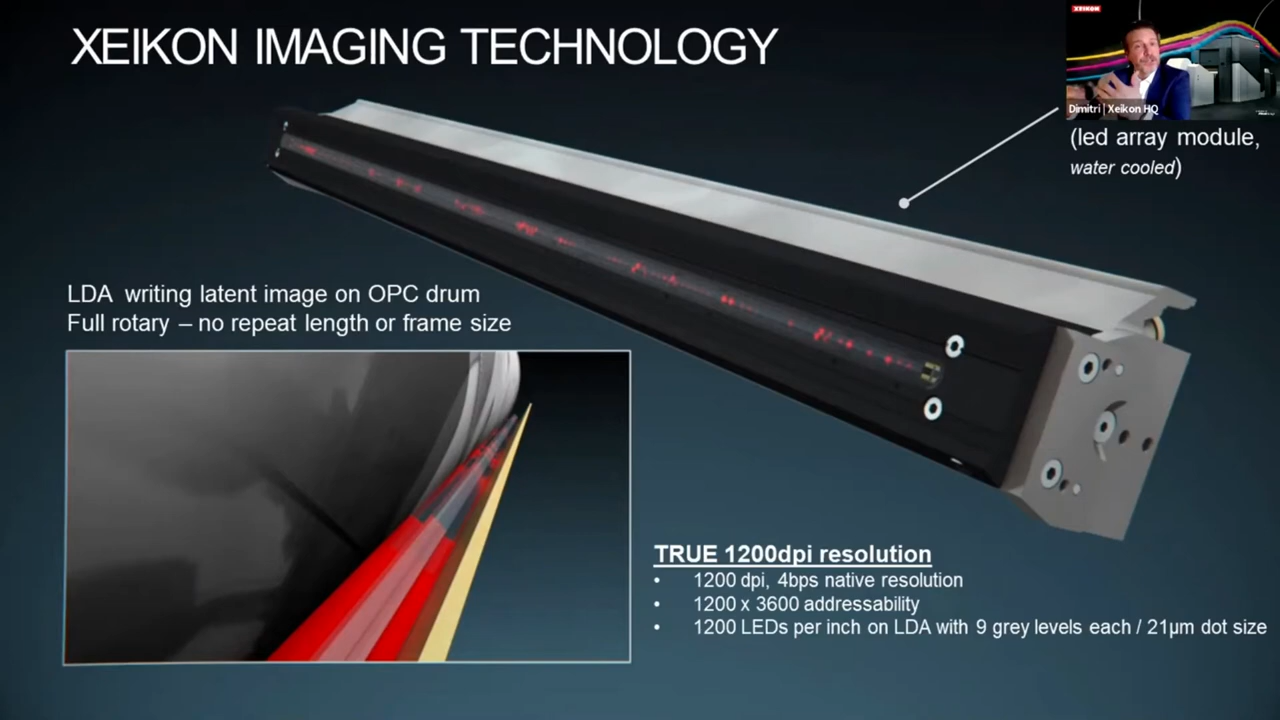 XEIKON IMAGING TECHNOLOGY
XEIKON
Dimitri | Xeikon HQ
(led array module,
water cooled)
LDA writing latent image on OPC drum
Full rotary – no repeat length or frame size
TRUE 1200dpi resolution
• 1200 dpi, 4bps native resolution
• 1200 x 3600 addressability
• 1200 LEDs per inch on LDA with 9 grey levels each / 21µm dot size